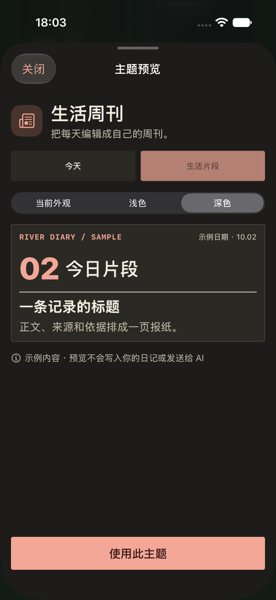 18:03
关闭
主题预览
生活周刊
把每天编辑成自己的周刊。
今天
生活片段
当前外观
浅色
深色
RIVER DIARY / SAMPLE
示例日期 · 10.02
02 今日片段
一条记录的标题
正文、来源和依据排成一页报纸。
示例内容 · 预览不会写入你的日记或发送给 AI
使用此主题